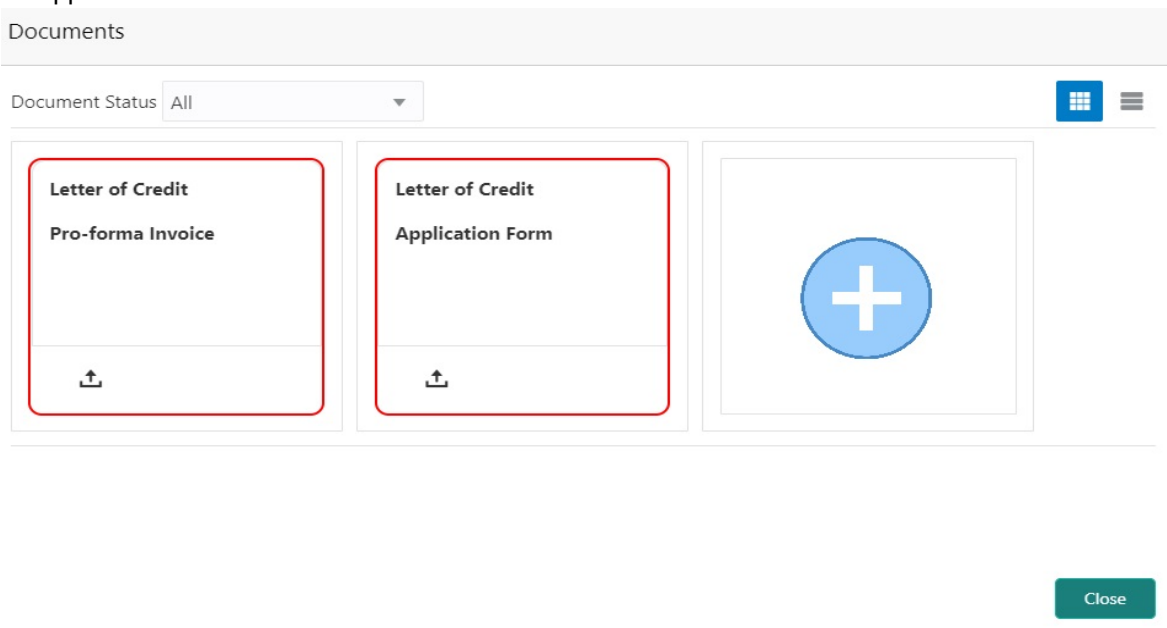 Documents
Document Status All
Letter of Credit
Pro-forma Invoice
Letter of Credit
Application Form
Close